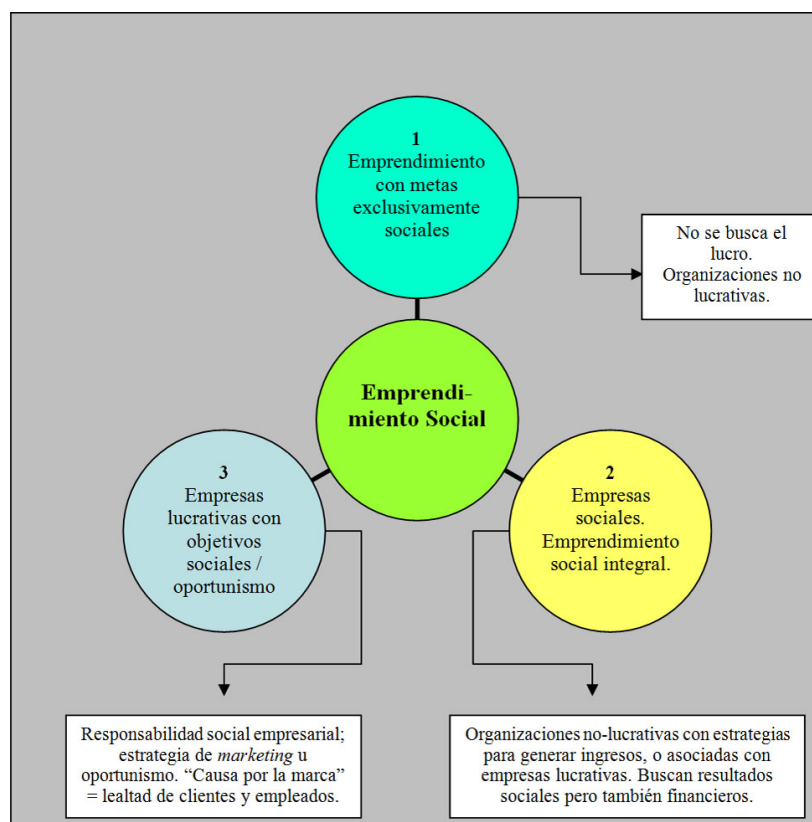 1
Emprendimiento
con metas
exclusivamente
sociales
No se busca el
lucro.
Organizaciones no
lucrativas.
Emprendi-
miento Social
3
Empresas
lucrativas con
objetivos
sociales /
oportunismo
2
Empresas
sociales.
Emprendimiento
social integral.
Responsabilidad social empresarial;
estrategia de marketing u
oportunismo. “Causa por la marca”
= lealtad de clientes y empleados.
Organizaciones no-lucrativas con estrategias
para generar ingresos, o asociadas con
empresas lucrativas. Buscan resultados
sociales pero también financieros.